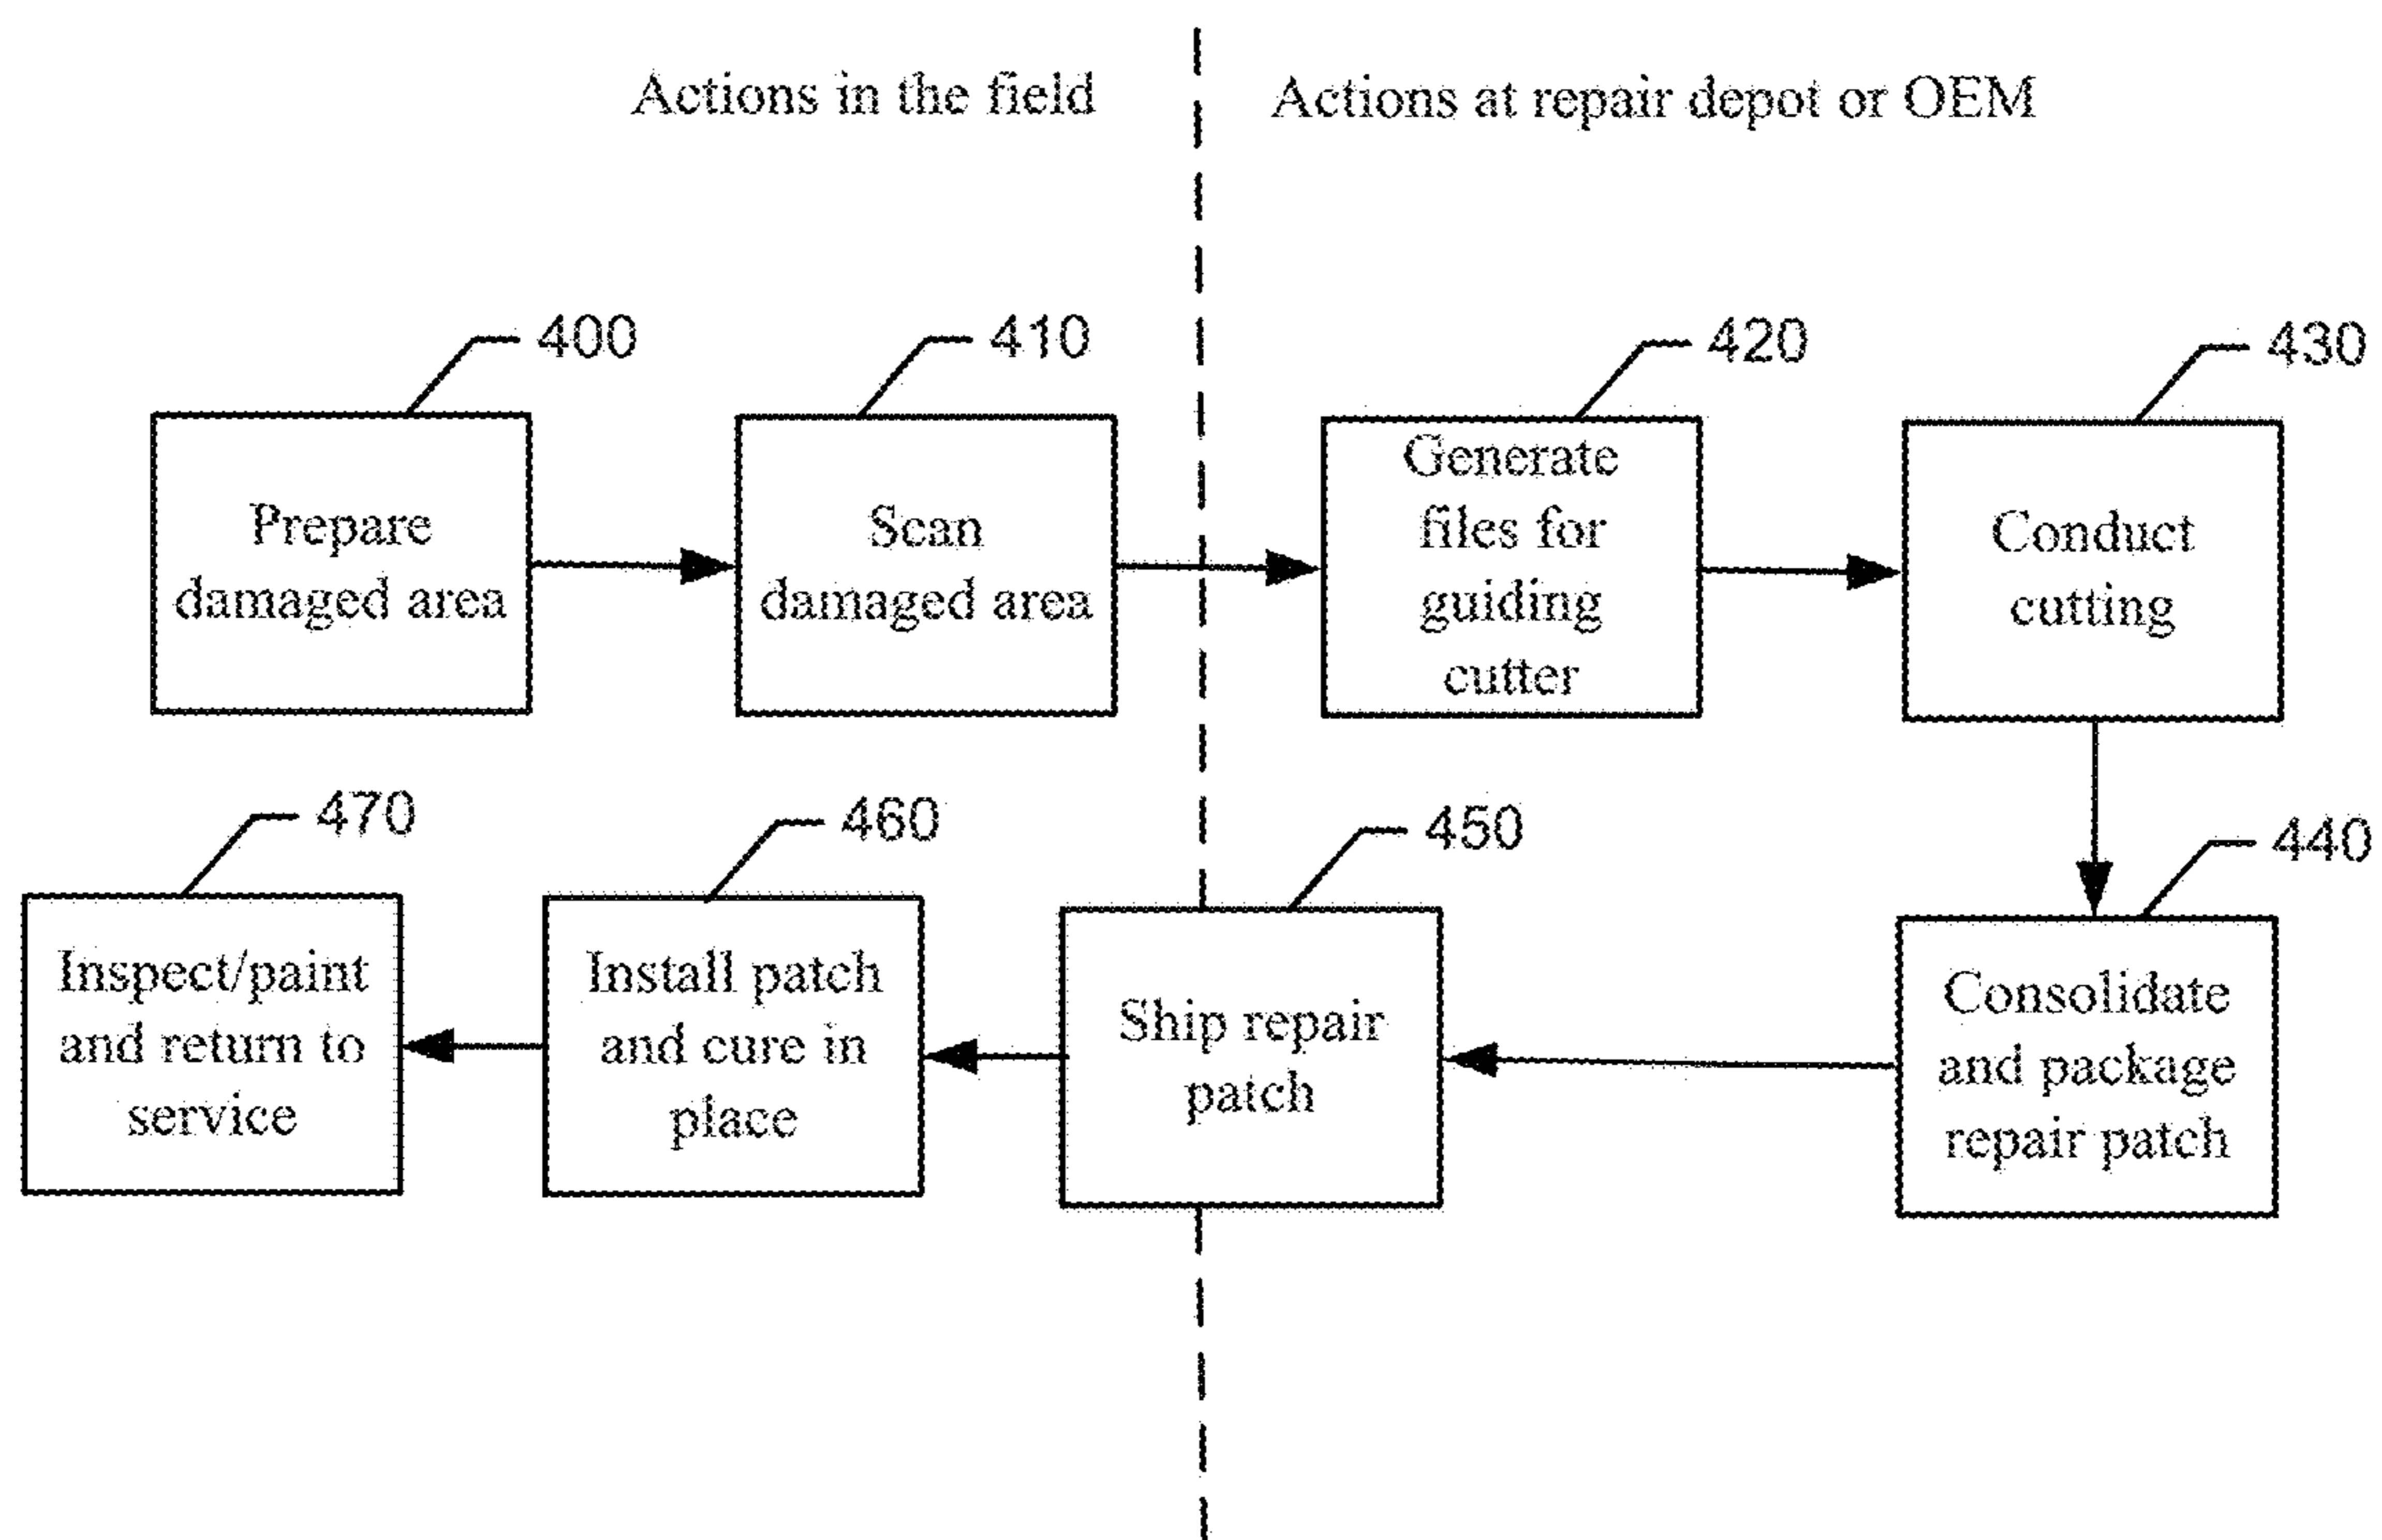 Actions in the field
Actions at repair depot or OEM
400
Prepare
damaged area
410
Scan
damaged area
420
Generate
files for
guiding
cutter
430
Conduct
cutting
440
Consolidate
and package
repair patch
450
Ship repair
patch
460
Install patch
and cure in
place
470
Inspect/paint
and return to
service